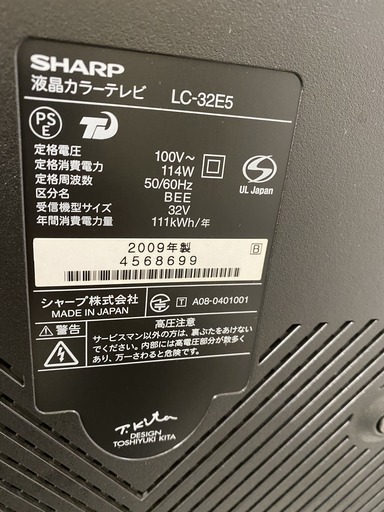 SHARP
液晶カラーテレビ LC-32E5
PS
E
定格電圧 100V～
定格消費電力 114W
定格周波数 50/60Hz
区分名 BEE
受信機型サイズ 32V
年間消費電力量 111kWh/年
UL Japan
2009年製 B
4568699
シャープ株式会社
MADE IN JAPAN
T A08-0401001
警告 高圧注意
サービスマン以外の方は、裏ぶたをあけない
でください。内部には高電圧部分が数多く
あり、万一さわると危険です。
T.Kita
DESIGN
TOSHIYUKI KITA